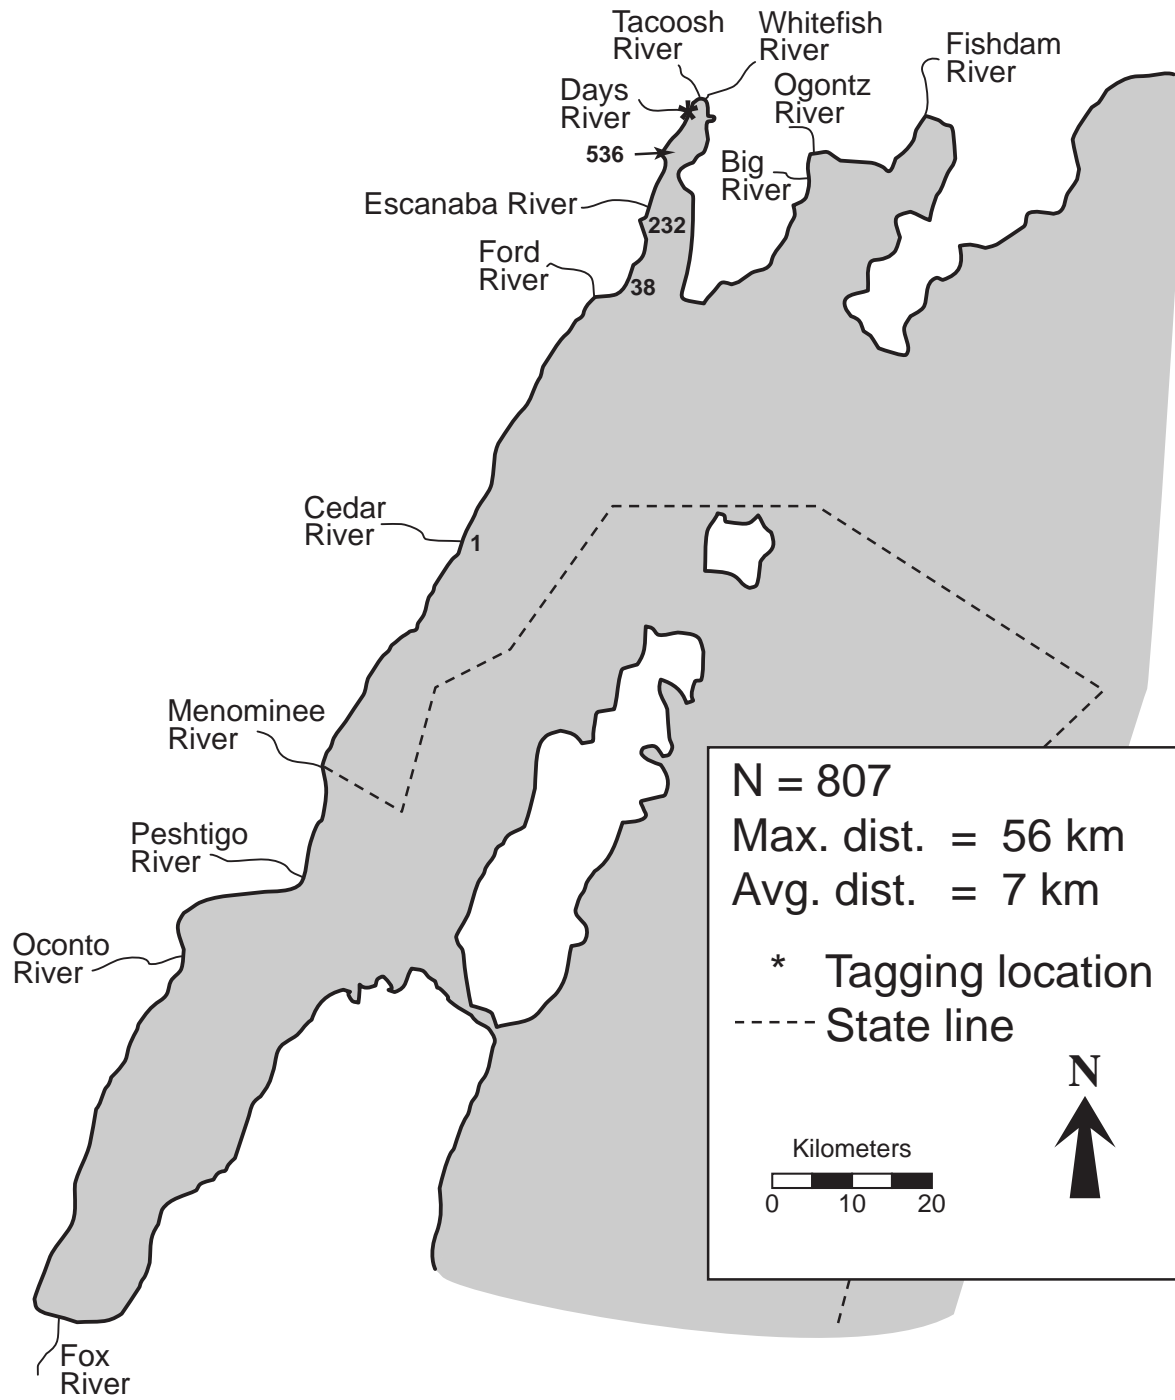 Tacoosh
River
Whitefish
River
Fishdam
River
Days
River
Ogontz
River
536
Big
River
Escanaba River
232
Ford
River
38
Cedar
River
1
Menominee
River
Peshtigo
River
Oconto
River
Fox
River
N = 807
Max. dist. = 56 km
Avg. dist. = 7 km
* Tagging location
State line
N
Kilometers
0 10 20